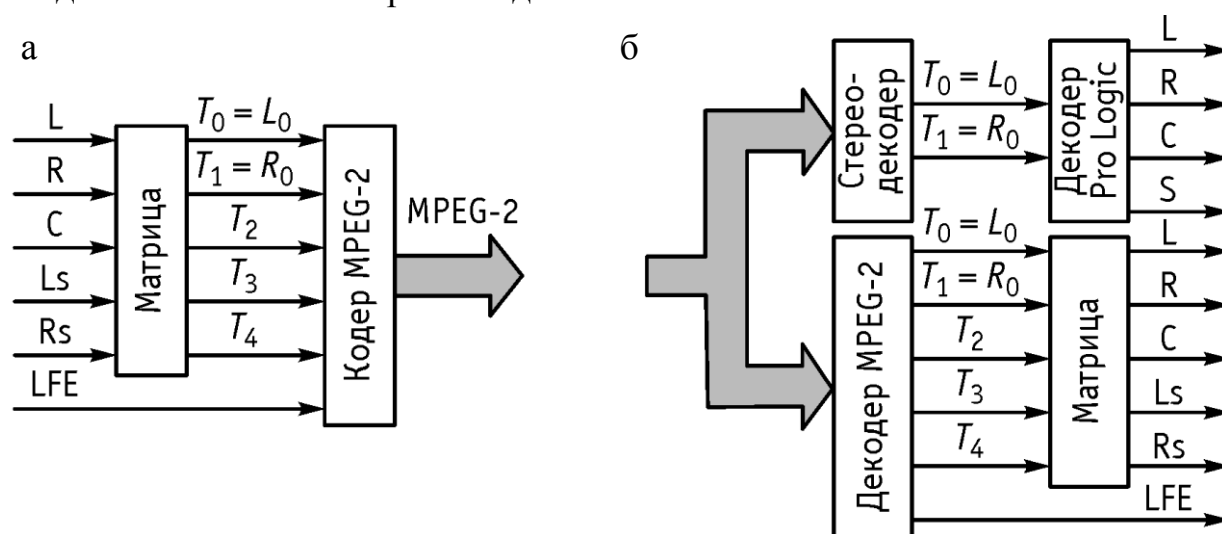 а
L
R
C
Ls
Rs
LFE
Матрица
T₀ = L₀
T₁ = R₀
T₂
T₃
T₄
Кодер MPEG-2
MPEG-2
б
Стерео-
декодер
T₀ = L₀
T₁ = R₀
Декодер
Pro Logic
L
R
C
S
Декодер MPEG-2
T₀ = L₀
T₁ = R₀
T₂
T₃
T₄
Матрица
L
R
C
Ls
Rs
LFE